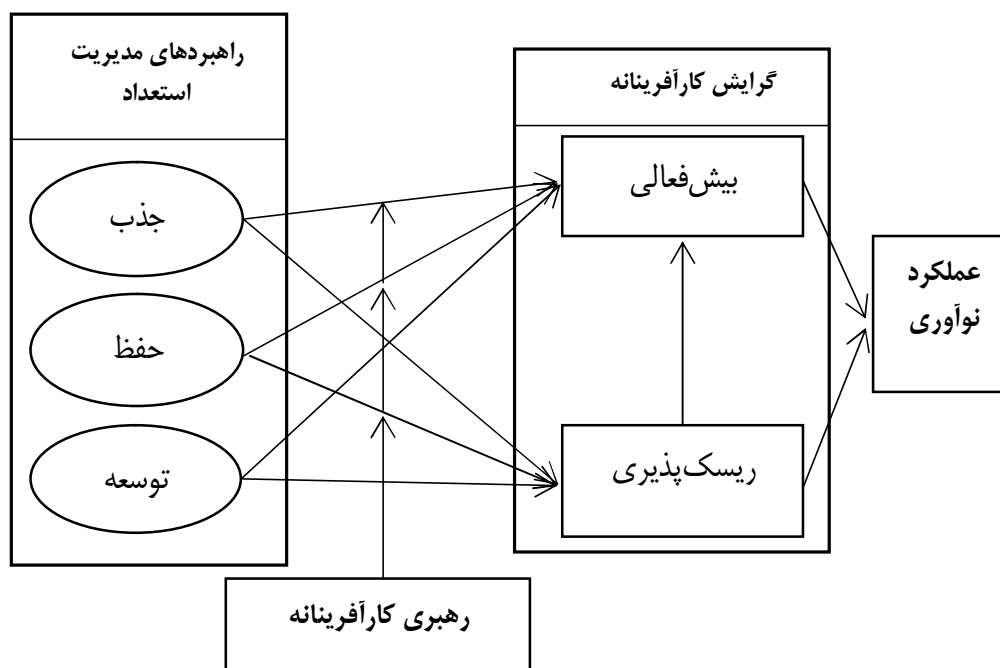 راهبردهای مدیریت
استعداد
جذب
حفظ
توسعه
گرایش کارآفرینانه
بیش‌فعالی
ریسک‌پذیری
عملکرد
نوآوری
رهبری کارآفرینانه